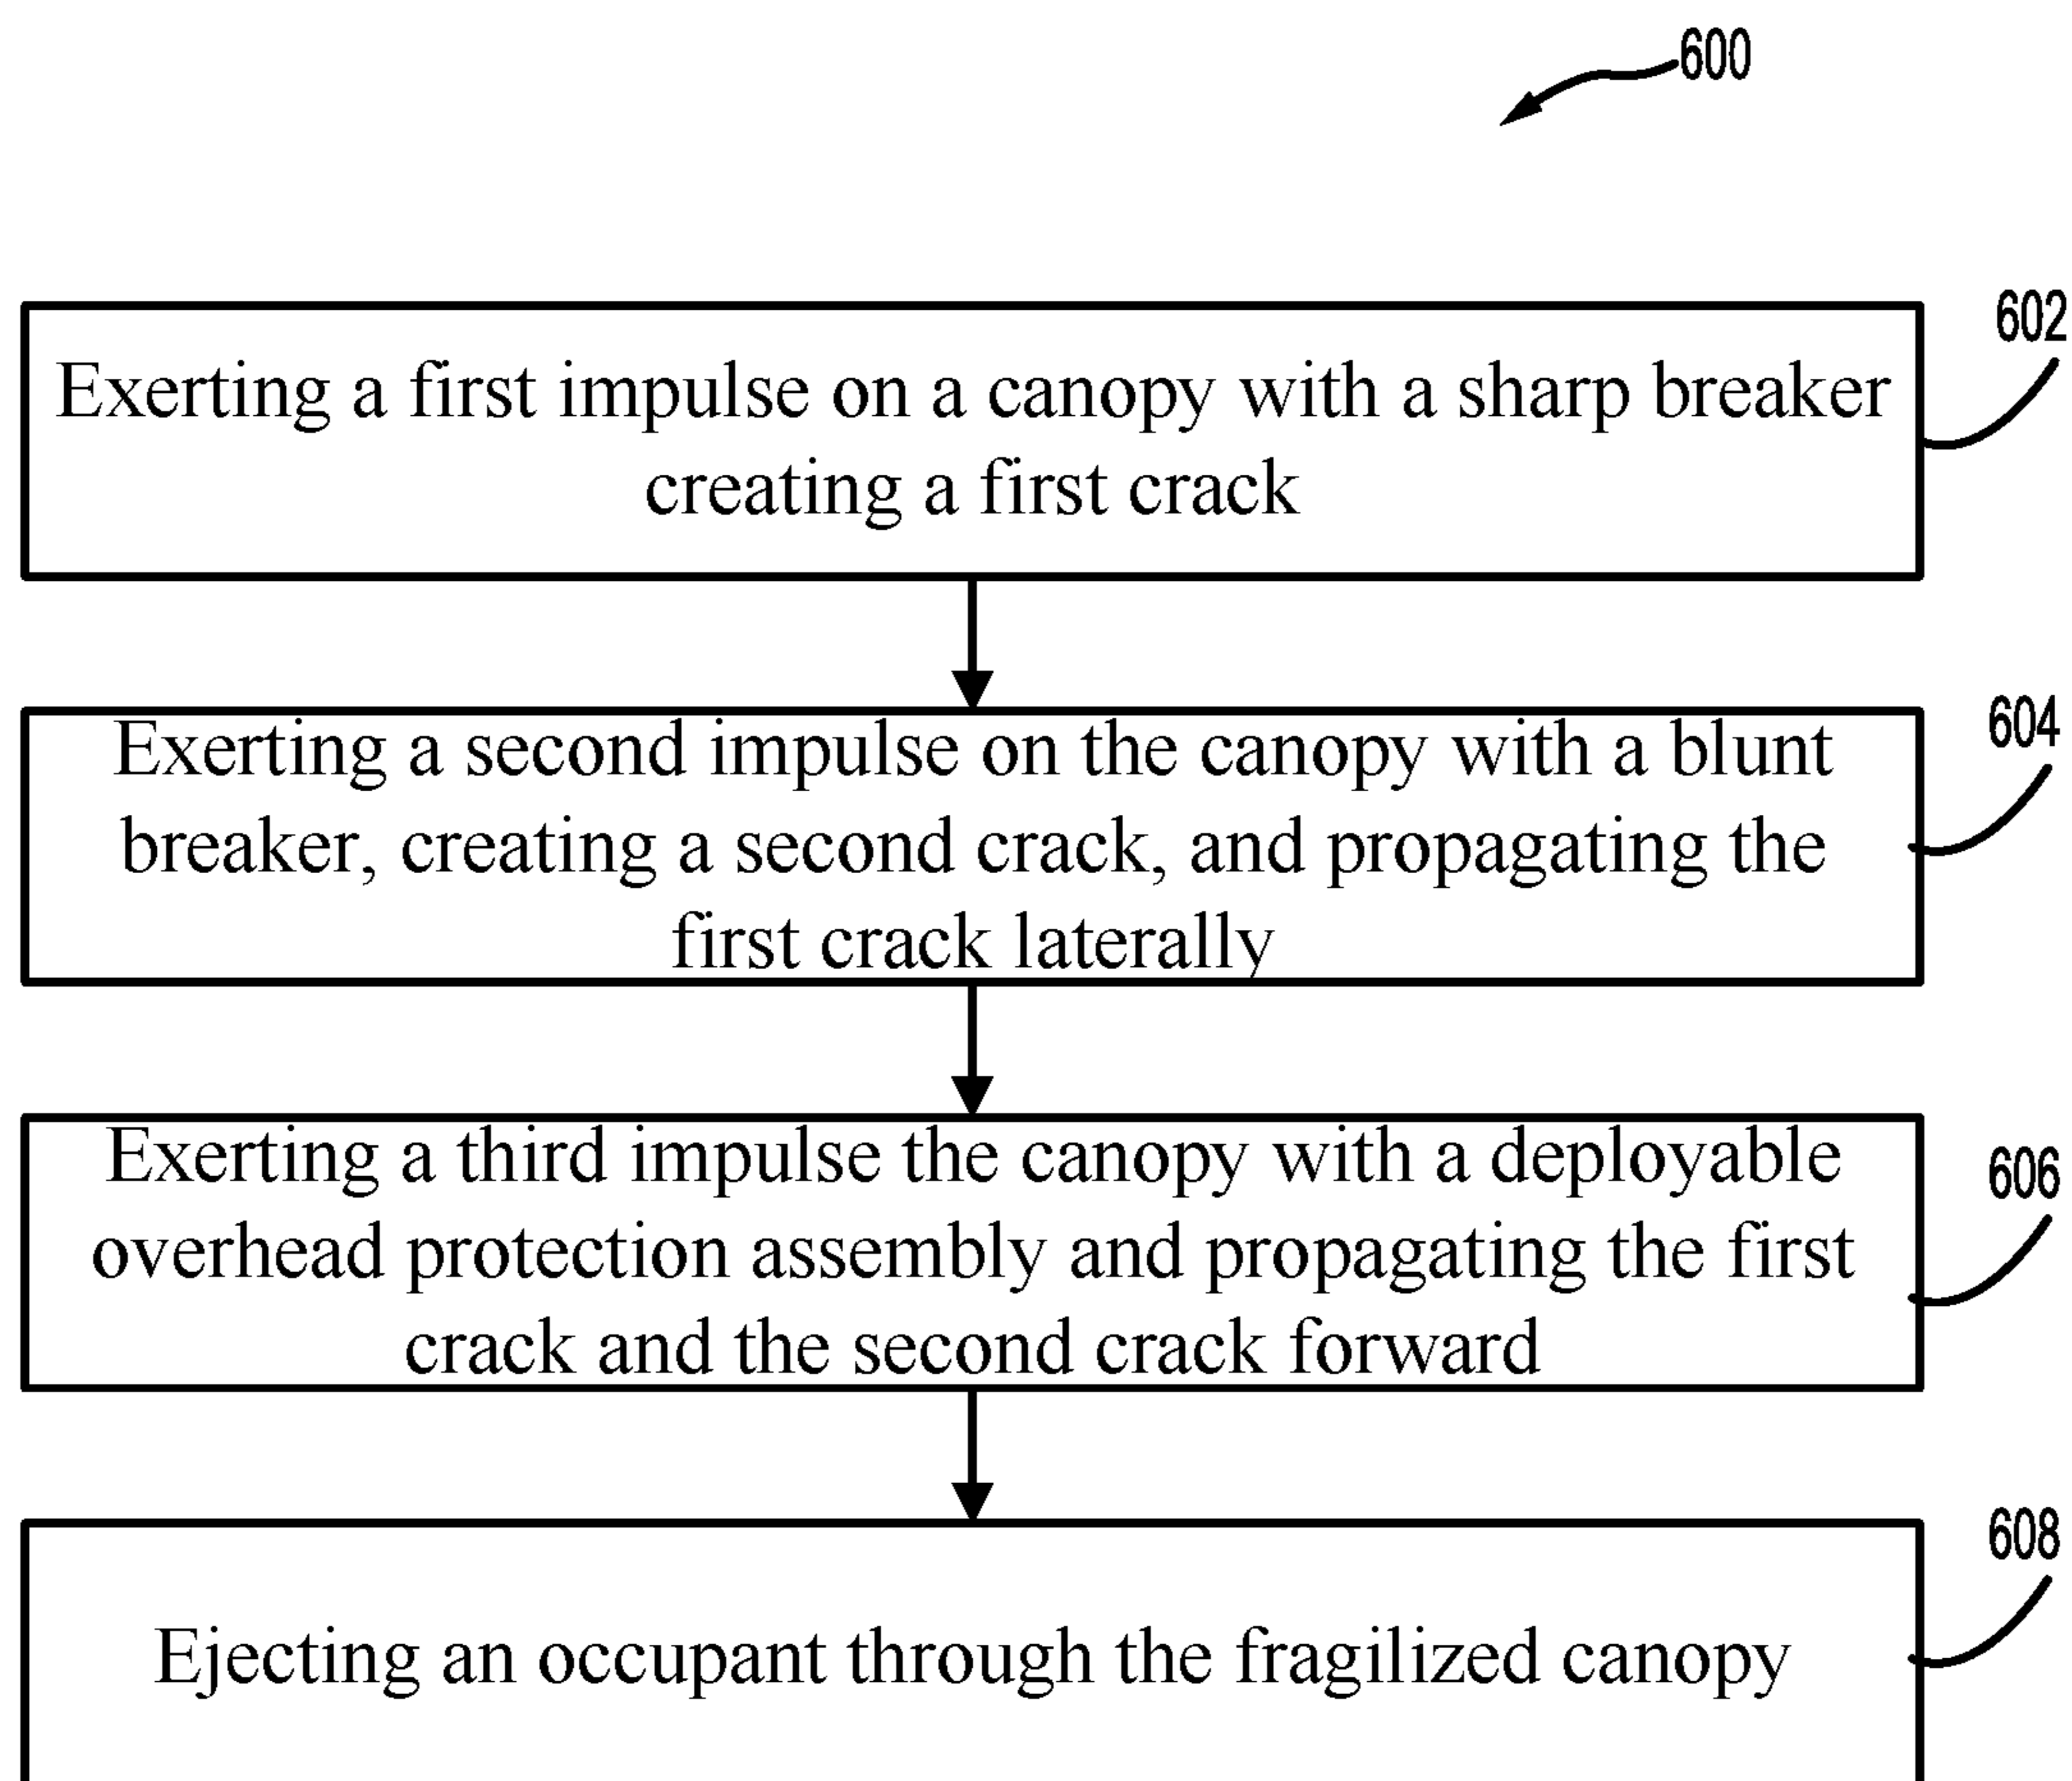 600
602
Exerting a first impulse on a canopy with a sharp breaker
creating a first crack
604
Exerting a second impulse on the canopy with a blunt
breaker, creating a second crack, and propagating the
first crack laterally
606
Exerting a third impulse the canopy with a deployable
overhead protection assembly and propagating the first
crack and the second crack forward
608
Ejecting an occupant through the fragilized canopy